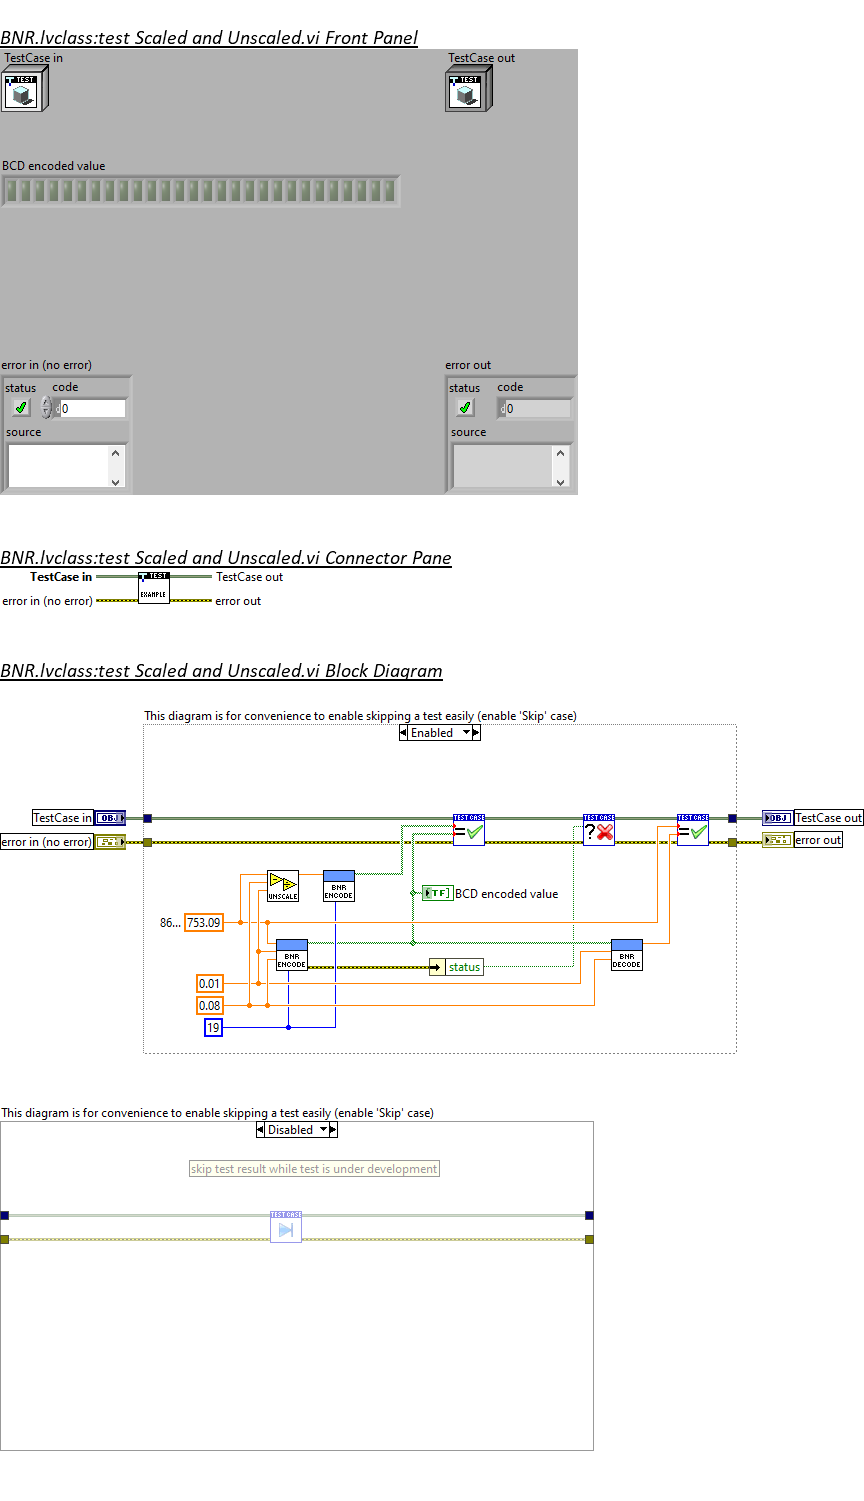 BNR.lvclass:test Scaled and Unscaled.vi Front Panel
TestCase in
TestCase out
TEST
TEST
BCD encoded value
error in (no error)
error out
status
code
status
code
d
0
d
0
source
source
BNR.lvclass:test Scaled and Unscaled.vi Connector Pane
TestCase in
TEST
TestCase out
error in (no error)
EXAMPLE
error out
BNR.lvclass:test Scaled and Unscaled.vi Block Diagram
This diagram is for convenience to enable skipping a test easily (enable 'Skip' case)
Enabled
TestCase in
OBJ
TEST CASE
=
TEST CASE
?
TEST CASE
=
OBJ
TestCase out
error in (no error)
error out
UNSCALE
BNR
ENCODE
TF
BCD encoded value
86...
753.09
BNR
ENCODE
status
BNR
DECODE
0.01
0.08
19
This diagram is for convenience to enable skipping a test easily (enable 'Skip' case)
Disabled
skip test result while test is under development
TEST CASE